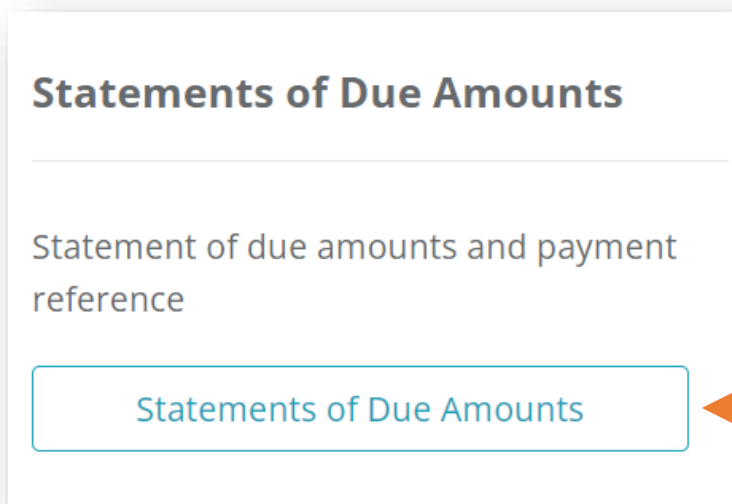 Statements of Due Amounts
Statement of due amounts and payment
reference
Statements of Due Amounts